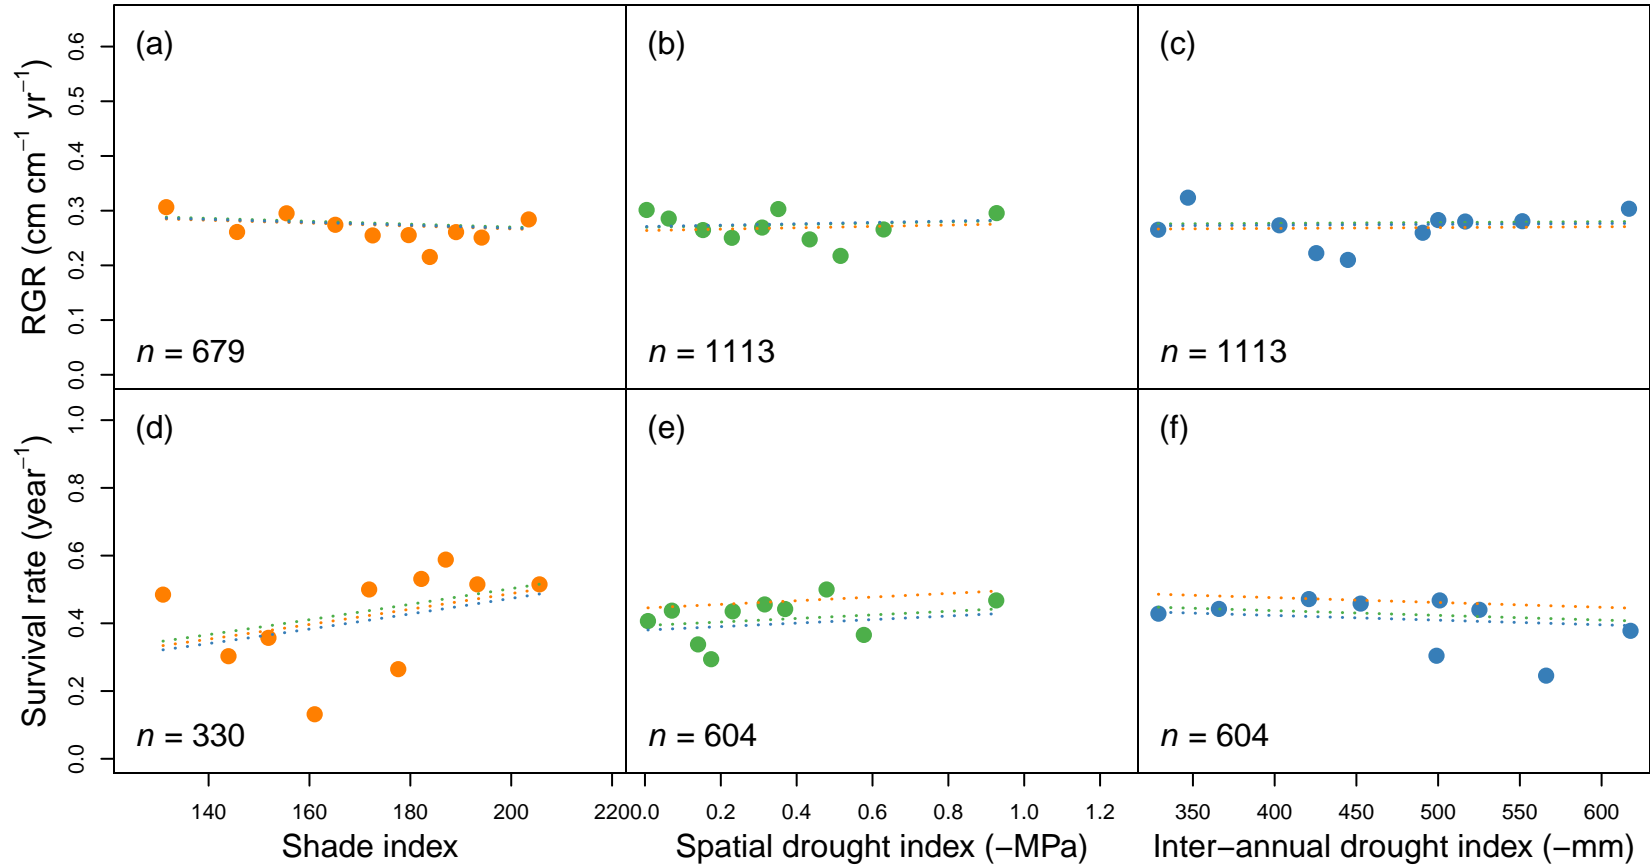 (a)
(b)
(c)
RGR (cm cm⁻¹ yr⁻¹)
0.6
0.5
0.4
0.3
0.2
0.1
0.0
n = 679
n = 1113
n = 1113
(d)
(e)
(f)
Survival rate (year⁻¹)
1.0
0.8
0.6
0.4
0.2
0.0
n = 330
n = 604
n = 604
140 160 180 200 220
0.0 0.2 0.4 0.6 0.8 1.0 1.2
350 400 450 500 550 600
Shade index
Spatial drought index (−MPa)
Inter−annual drought index (−mm)